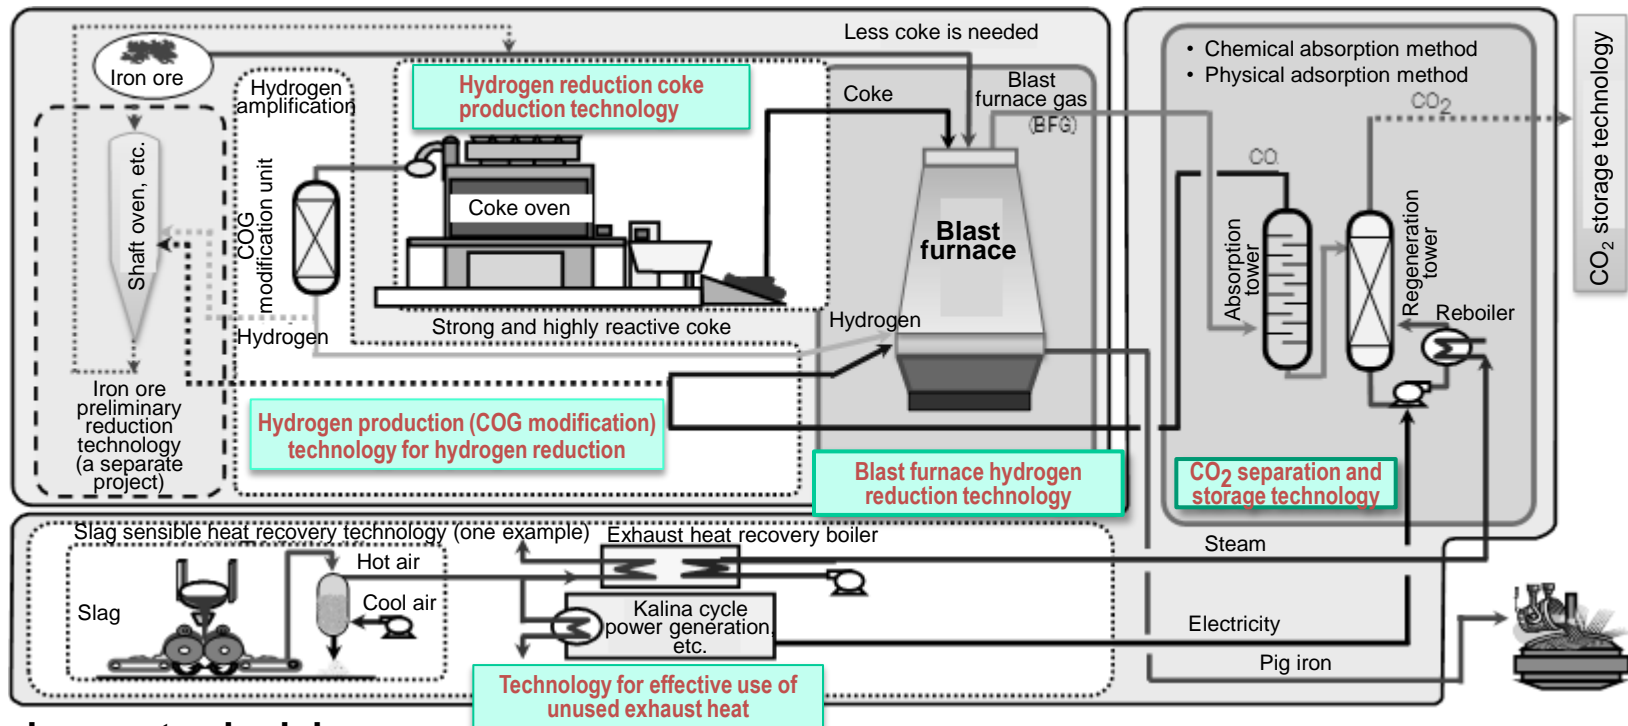 Less coke is needed
Iron ore
Hydrogen
amplification
Hydrogen reduction coke
production technology
Coke
Blast
furnace gas
(BFG)
• Chemical absorption method
• Physical adsorption method
CO2
CO2 storage technology
Shaft oven, etc.
COG
modification unit
Coke oven
Blast
furnace
CO
Absorption
tower
Regeneration
tower
Reboiler
Strong and highly reactive coke
Hydrogen
Hydrogen
Iron ore
preliminary
reduction
technology
(a separate
project)
Hydrogen production (COG modification)
technology for hydrogen reduction
Blast furnace hydrogen
reduction technology
CO2 separation and
storage technology
Slag sensible heat recovery technology (one example)
Exhaust heat recovery boiler
Steam
Hot air
Slag
Cool air
Kalina cycle
power generation,
etc.
Electricity
Pig iron
Technology for effective use of
unused exhaust heat